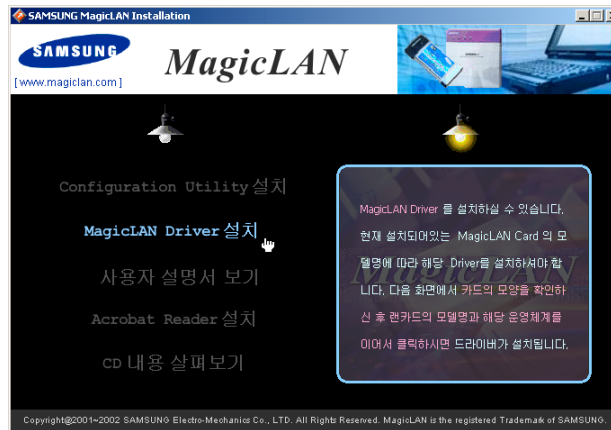 SAMSUNG MagicLAN Installation
SAMSUNG
[www.magiclan.com]
MagicLAN
Configuration Utility 설치
MagicLAN Driver 설치
사용자 설명서 보기
Acrobat Reader 설치
CD 내용 살펴보기
MagicLAN Driver 를 설치하실 수 있습니다.
현재 설치되어있는 MagicLAN Card 의 모
델명에 따라 해당 Driver를 설치하셔야 합
니다. 다음 화면에서 카드의 모양을 확인하
신 후 랜카드의 모델명과 해당 운영체계를
이어서 클릭하시면 드라이버가 설치됩니다.
MagicLAN
Copyright@2001~2002 SAMSUNG Electro-Mechanics Co., LTD. All Rights Reserved. MagicLAN is the registered Trademark of SAMSUNG.